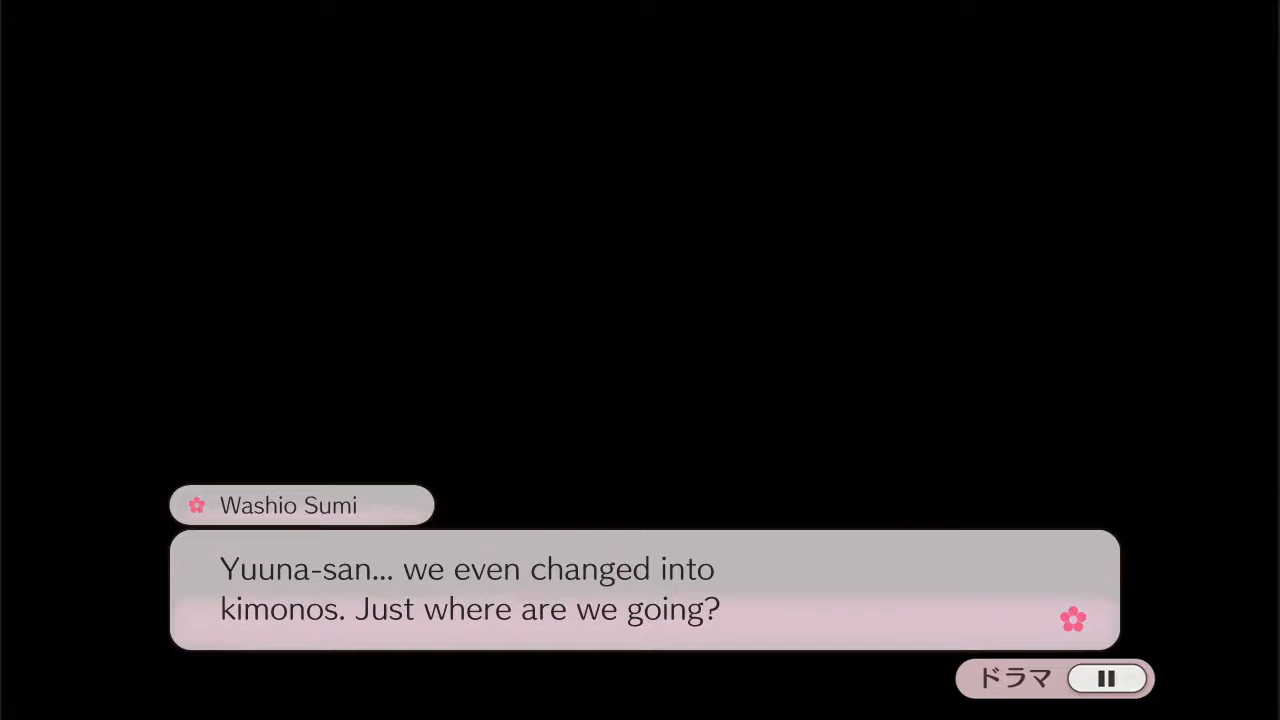 Washio Sumi
Yuuna-san... we even changed into
kimonos. Just where are we going?
ドラマ